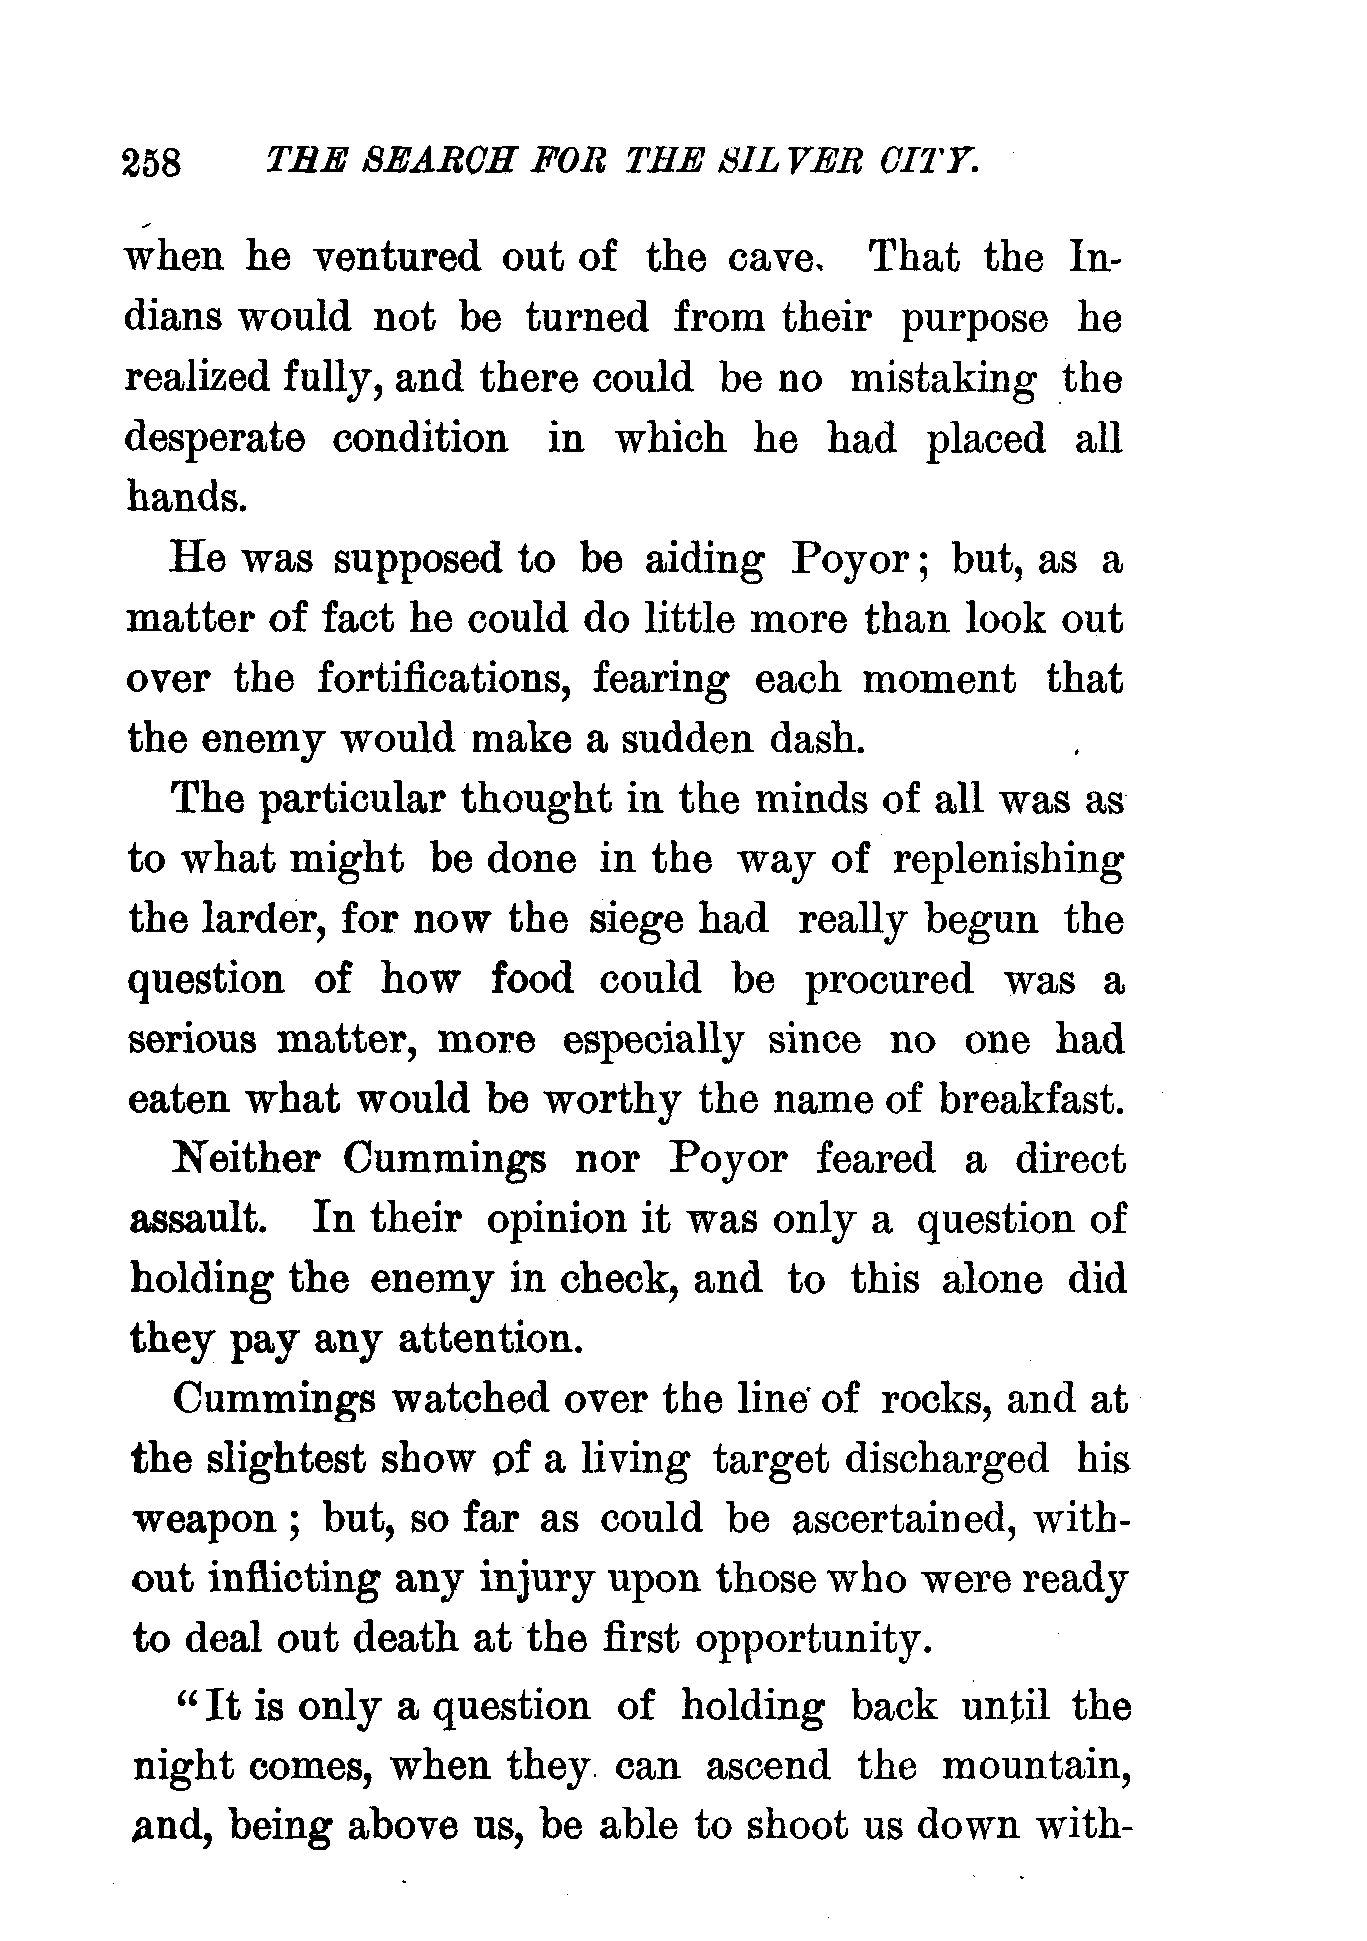 258 THE SEARCH FOR THE SILVER CITY.
when he ventured out of the cave. That the In-
dians would not be turned from their purpose he
realized fully, and there could be no mistaking the
desperate condition in which he had placed all
hands.
He was supposed to be aiding Poyor; but, as a
matter of fact he could do little more than look out
over the fortifications, fearing each moment that
the enemy would make a sudden dash.
The particular thought in the minds of all was as
to what might be done in the way of replenishing
the larder, for now the siege had really begun the
question of how food could be procured was a
serious matter, more especially since no one had
eaten what would be worthy the name of breakfast.
Neither Cummings nor Poyor feared a direct
assault. In their opinion it was only a question of
holding the enemy in check, and to this alone did
they pay any attention.
Cummings watched over the line of rocks, and at
the slightest show of a living target discharged his
weapon; but, so far as could be ascertained, with-
out inflicting any injury upon those who were ready
to deal out death at the first opportunity.
"It is only a question of holding back until the
night comes, when they can ascend the mountain,
and, being above us, be able to shoot us down with-